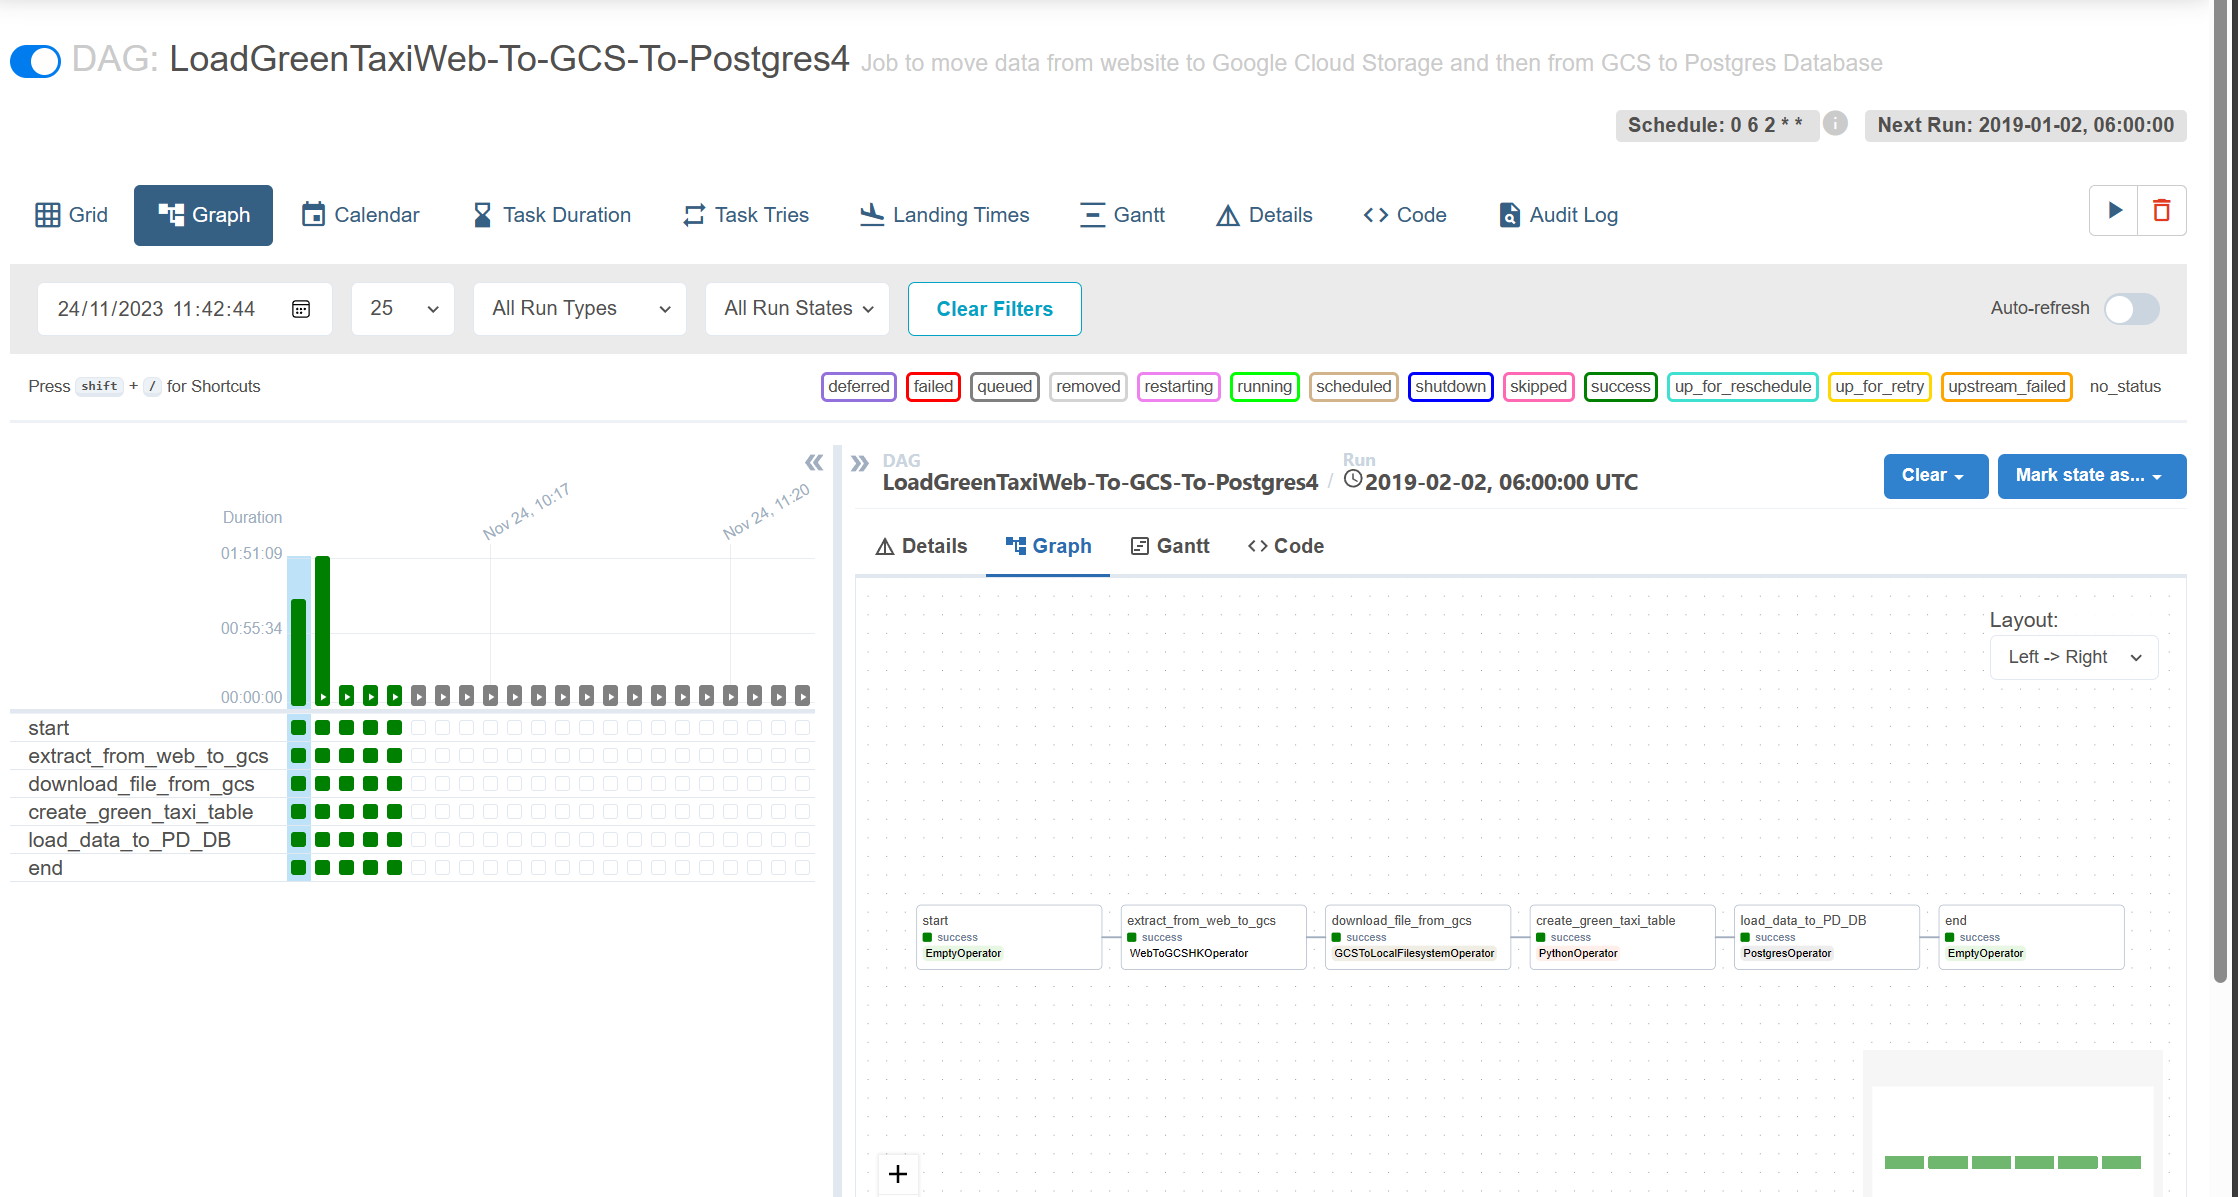 DAG: LoadGreenTaxiWeb-To-GCS-To-Postgres4 Job to move data from website to Google Cloud Storage and then from GCS to Postgres Database
Schedule: 0 6 2 * * i Next Run: 2019-01-02, 06:00:00
Grid Graph Calendar Task Duration Task Tries Landing Times Gantt Details Code Audit Log
24/11/2023 11:42:44 25 All Run Types All Run States Clear Filters Auto-refresh
Press shift + / for Shortcuts deferred failed queued removed restarting running scheduled shutdown skipped success up_for_reschedule up_for_retry upstream_failed no_status
Duration
Nov 24, 10:17
Nov 24, 11:20
01:51:09
00:55:34
00:00:00
start
extract_from_web_to_gcs
download_file_from_gcs
create_green_taxi_table
load_data_to_PD_DB
end
DAG Run
LoadGreenTaxiWeb-To-GCS-To-Postgres4 / 2019-02-02, 06:00:00 UTC
Clear Mark state as...
Details Graph Gantt Code
Layout:
Left -> Right
start
success
EmptyOperator
extract_from_web_to_gcs
success
WebToGCSHKOperator
download_file_from_gcs
success
GCSToLocalFilesystemOperator
create_green_taxi_table
success
PythonOperator
load_data_to_PD_DB
success
PostgresOperator
end
success
EmptyOperator